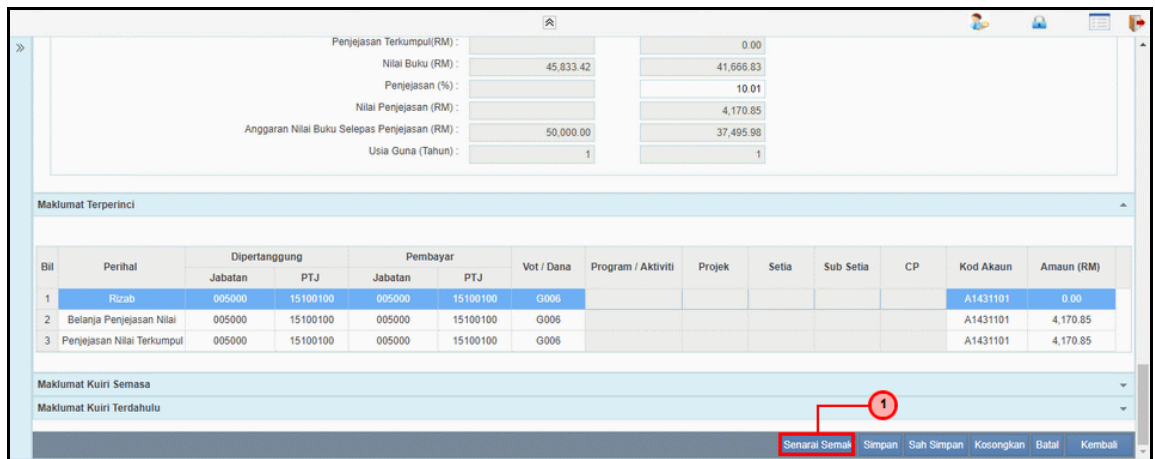 Penjejasan Terkumpul(RM) : 0.00
Nilai Buku (RM) : 45,833.42 41,666.83
Penjejasan (%) : 10.01
Nilai Penjejasan (RM) : 4,170.85
Anggaran Nilai Buku Selepas Penjejasan (RM) : 50,000.00 37,495.98
Usia Guna (Tahun) : 1 1
Maklumat Terperinci
Bil Perihal Dipertanggung Pembayar Vot / Dana Program / Aktiviti Projek Setia Sub Setia CP Kod Akaun Amaun (RM)
Jabatan PTJ Jabatan PTJ
1 Rizab 005000 15100100 005000 15100100 G006 A1431101 0.00
2 Belanja Penjejasan Nilai 005000 15100100 005000 15100100 G006 A1431101 4,170.85
3 Penjejasan Nilai Terkumpul 005000 15100100 005000 15100100 G006 A1431101 4,170.85
Maklumat Kuiri Semasa
Maklumat Kuiri Terdahulu
1
Senarai Semak Simpan Sah Simpan Kosongkan Batal Kembali